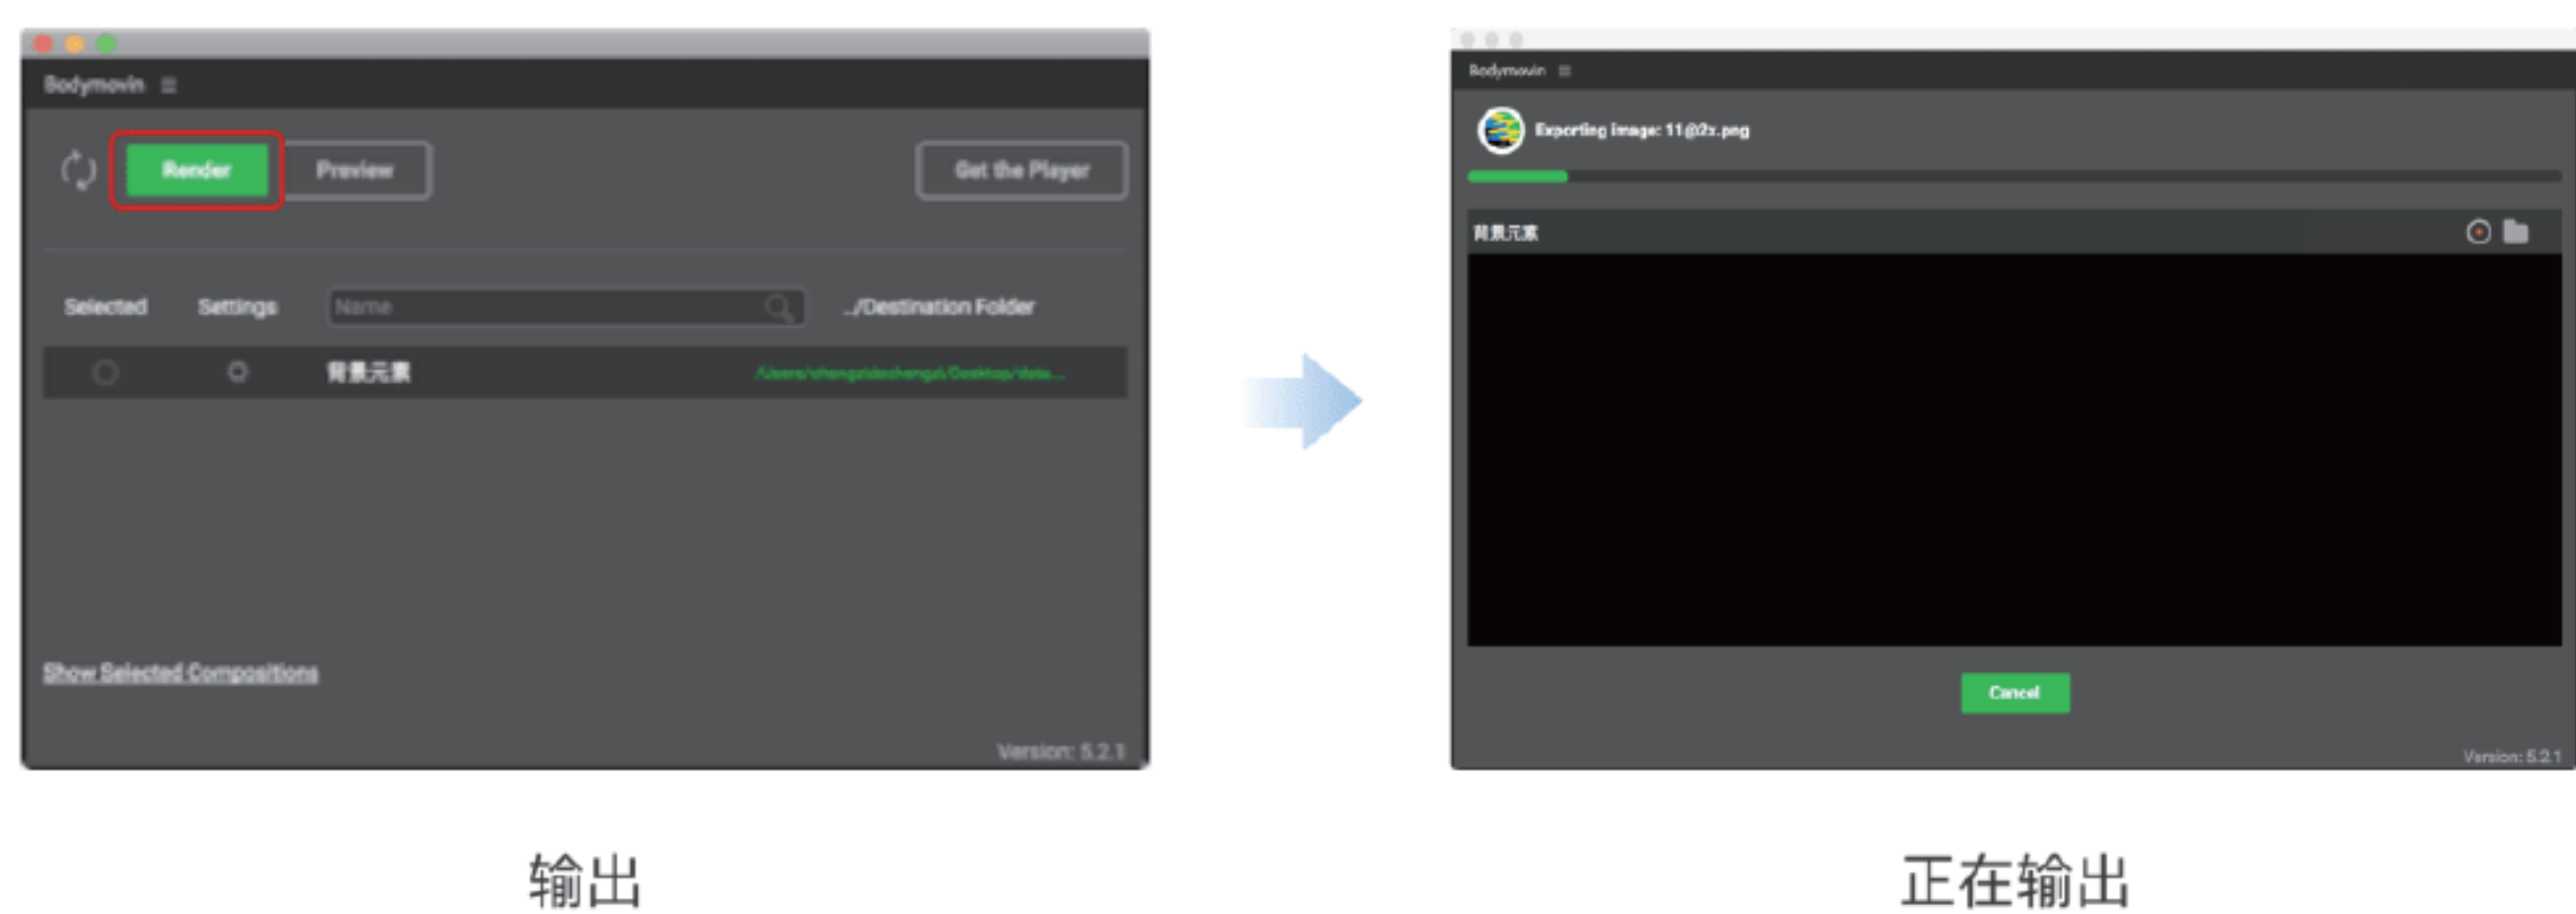 Bodymovin
Render
Preview
Get the Player
Selected
Settings
Name
../Destination Folder
背景元素
Show Selected Compositions
Version: 5.2.1
输出
Bodymovin
Exporting image: 11@2x.png
背景元素
Cancel
Version: 5.2.1
正在输出